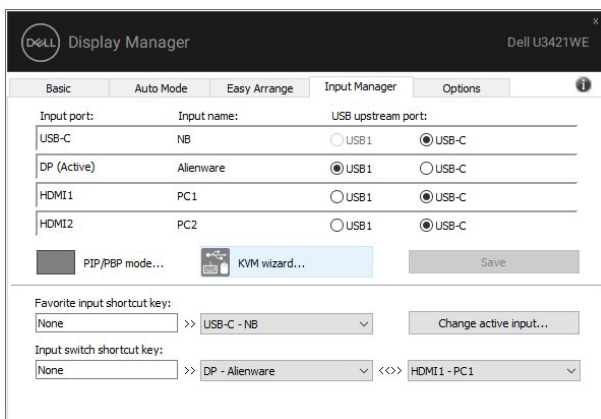 DELL Display Manager Dell U3421WE
x
Basic Auto Mode Easy Arrange Input Manager Options i
Input port: Input name: USB upstream port:
USB-C NB USB1 USB-C
DP (Active) Alienware USB1 USB-C
HDMI1 PC1 USB1 USB-C
HDMI2 PC2 USB1 USB-C
PIP/PBP mode... KVM wizard... Save
Favorite input shortcut key:
None >> USB-C - NB Change active input...
Input switch shortcut key:
None >> DP - Alienware <<>> HDMI1 - PC1